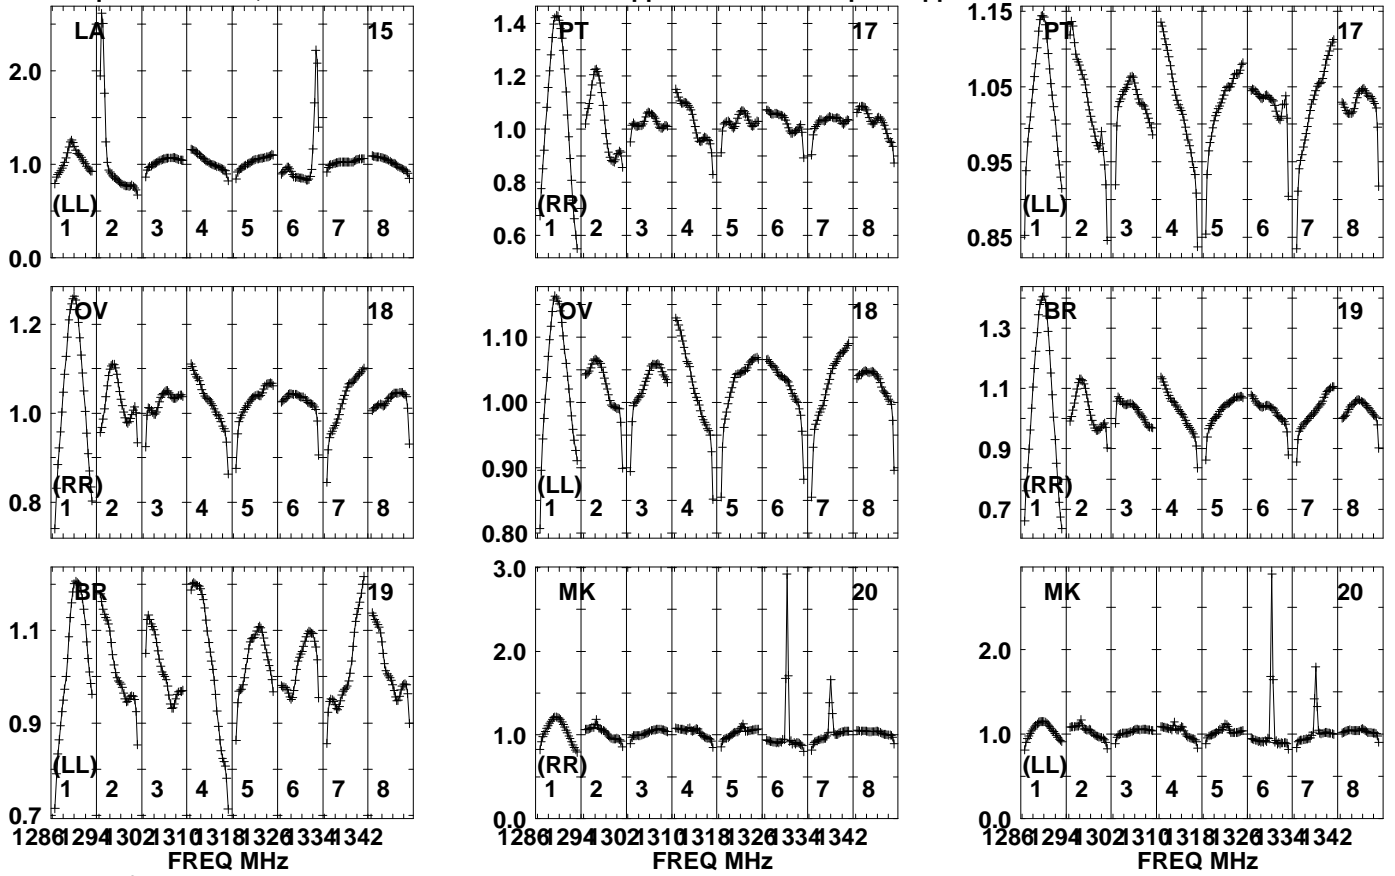 LA 15
2.0
1.0
0.0
(LL)
1 2 3 4 5 6 7 8
PT 17
1.4
1.2
1.0
0.8
0.6
(RR)
1 2 3 4 5 6 7 8
PT 17
1.15
1.05
0.95
0.85
(LL)
1 2 3 4 5 6 7 8
OV 18
1.2
1.0
0.8
(RR)
1 2 3 4 5 6 7 8
OV 18
1.10
1.00
0.90
0.80
(LL)
1 2 3 4 5 6 7 8
BR 19
1.3
1.1
0.9
0.7
(RR)
1 2 3 4 5 6 7 8
BR 19
1.1
0.9
0.7
(LL)
1 2 3 4 5 6 7 8
1286 1294 1302 1310 1318 1326 1334 1342
FREQ MHz
MK 20
3.0
2.0
1.0
0.0
(RR)
1 2 3 4 5 6 7 8
1286 1294 1302 1310 1318 1326 1334 1342
FREQ MHz
MK 20
2.0
1.0
0.0
(LL)
1 2 3 4 5 6 7 8
1286 1294 1302 1310 1318 1326 1334 1342
FREQ MHz